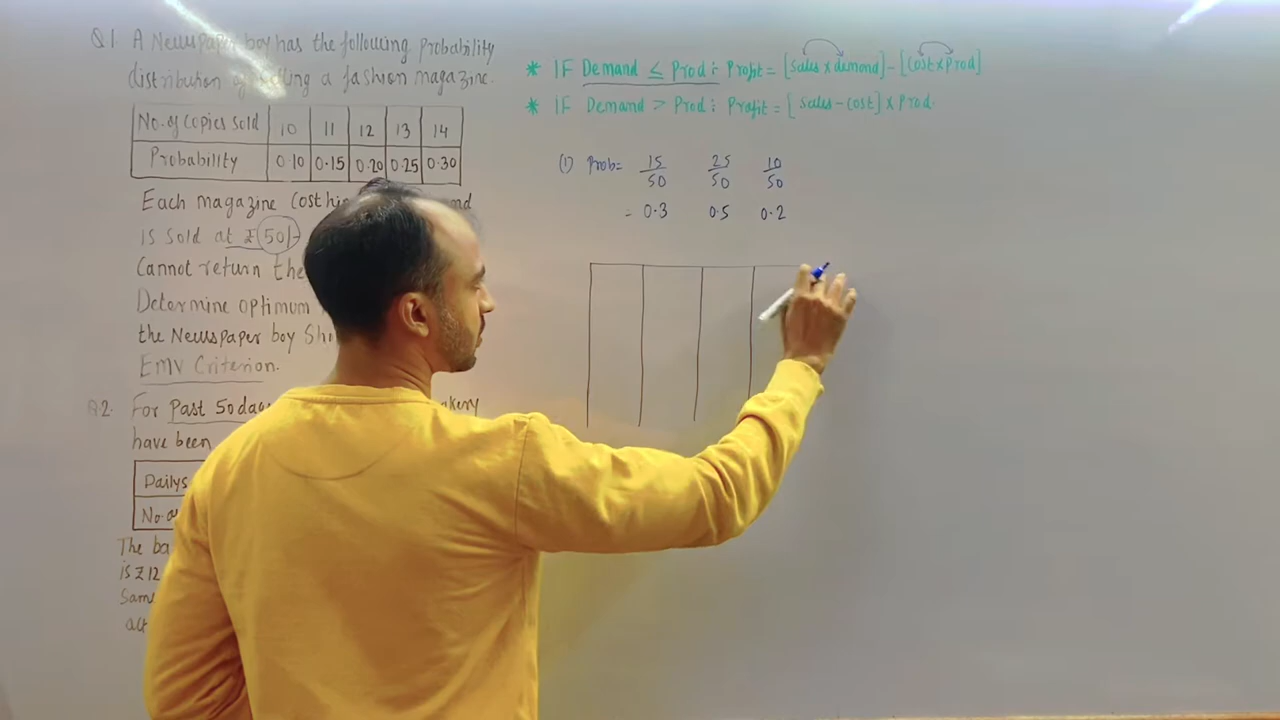 Q1. A Newspaper boy has the following Probability
distribution of selling a fashion magazine.
No. of copies sold 10 11 12 13 14
Probability 0.10 0.15 0.20 0.25 0.30
Each magazine cost
is sold at ₹ 50/-
Cannot return the
Determine optimum
the Newspaper boy
EMV Criterion.
Q2. For Past 50 days
have been
Dailys
No. o
The ba
is ₹12
Same
* IF Demand ≤ Prod : Profit = [Sales x demand] - [Cost x Prod]
* IF Demand > Prod : Profit = [Sales - Cost] x Prod.
(1) Prob = 15/50 25/50 10/50
= 0.3 0.5 0.2